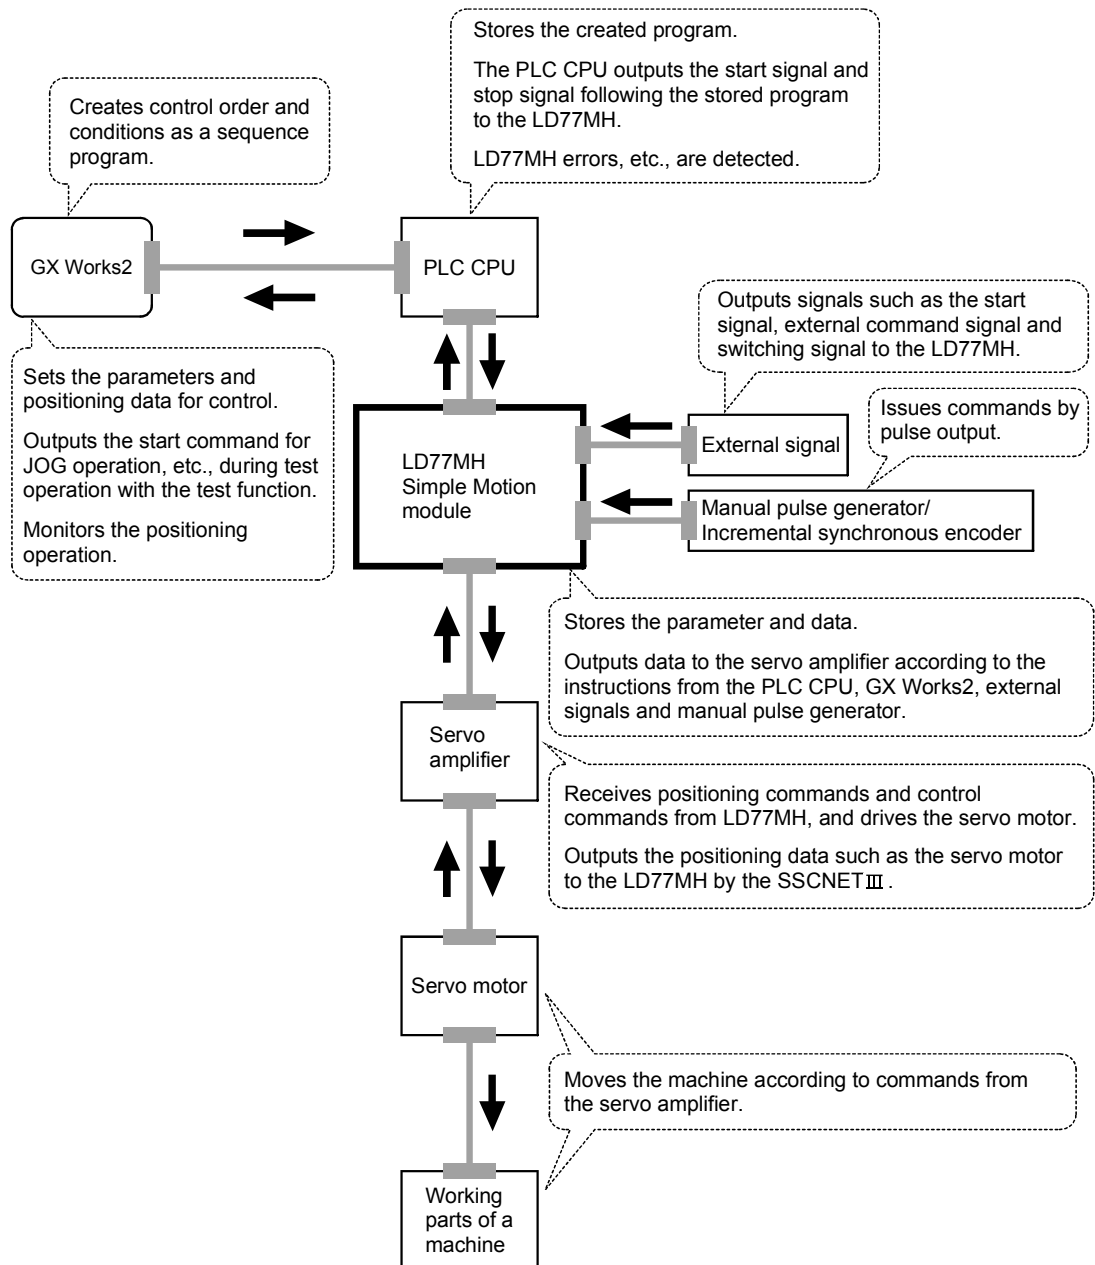 Stores the created program.
The PLC CPU outputs the start signal and
stop signal following the stored program
to the LD77MH.
LD77MH errors, etc., are detected.
Creates control order and
conditions as a sequence
program.
GX Works2
PLC CPU
Outputs signals such as the start
signal, external command signal and
switching signal to the LD77MH.
Sets the parameters and
positioning data for control.
Outputs the start command for
JOG operation, etc., during test
operation with the test function.
Monitors the positioning
operation.
Issues commands by
pulse output.
LD77MH
Simple Motion
module
External signal
Manual pulse generator/
Incremental synchronous encoder
Stores the parameter and data.
Outputs data to the servo amplifier according to the
instructions from the PLC CPU, GX Works2, external
signals and manual pulse generator.
Servo
amplifier
Receives positioning commands and control
commands from LD77MH, and drives the servo motor.
Outputs the positioning data such as the servo motor
to the LD77MH by the SSCNETⅢ .
Servo motor
Moves the machine according to commands from
the servo amplifier.
Working
parts of a
machine